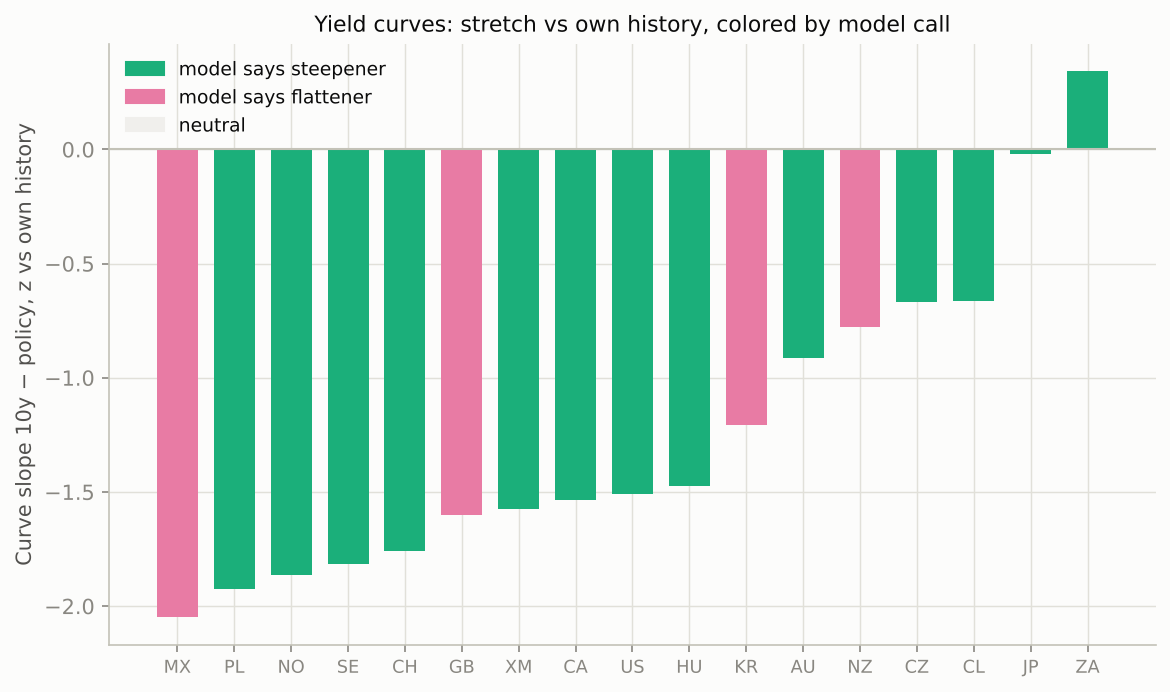 Yield curves: stretch vs own history, colored by model call
model says steepener
model says flattener
neutral
Curve slope 10y − policy, z vs own history
0.0
−0.5
−1.0
−1.5
−2.0
MX PL NO SE CH GB XM CA US HU KR AU NZ CZ CL JP ZA